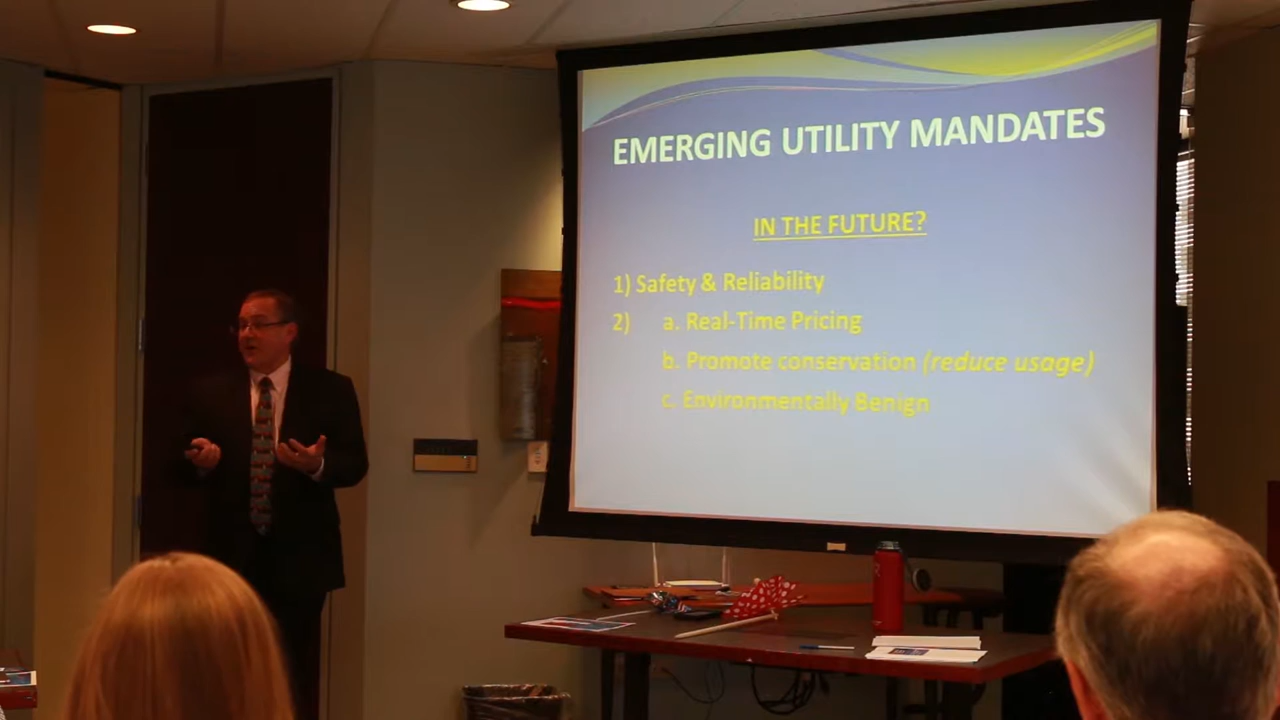 EMERGING UTILITY MANDATES
IN THE FUTURE?
1) Safety & Reliability
2) a. Real-Time Pricing
b. Promote conservation (reduce usage)
c. Environmentally Benign